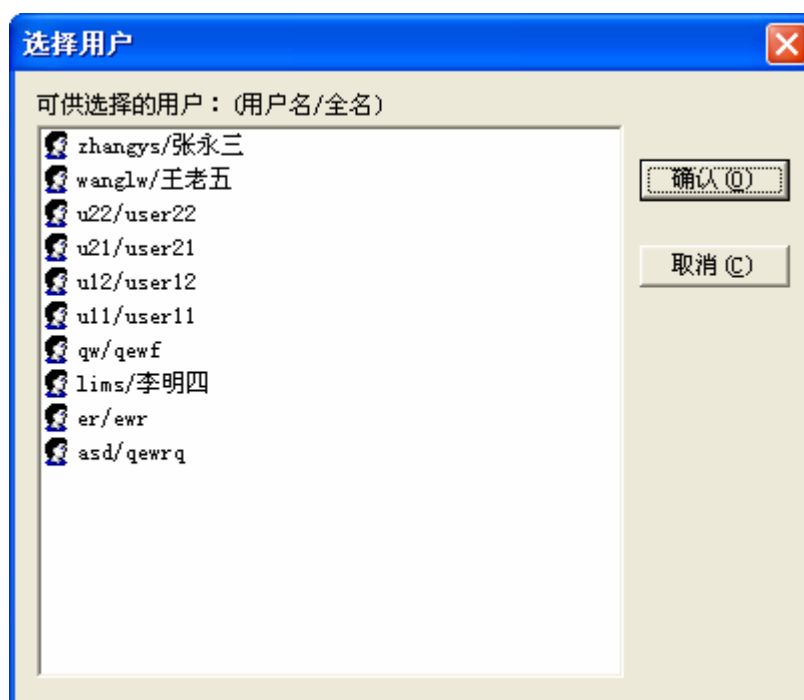 选择用户
可供选择的用户：(用户名/全名)
zhangys/张永三
wanglw/王老五
u22/user22
u21/user21
u12/user12
u11/user11
qw/qewf
lims/李明四
er/ewr
asd/qewrq
确认(O)
取消(C)